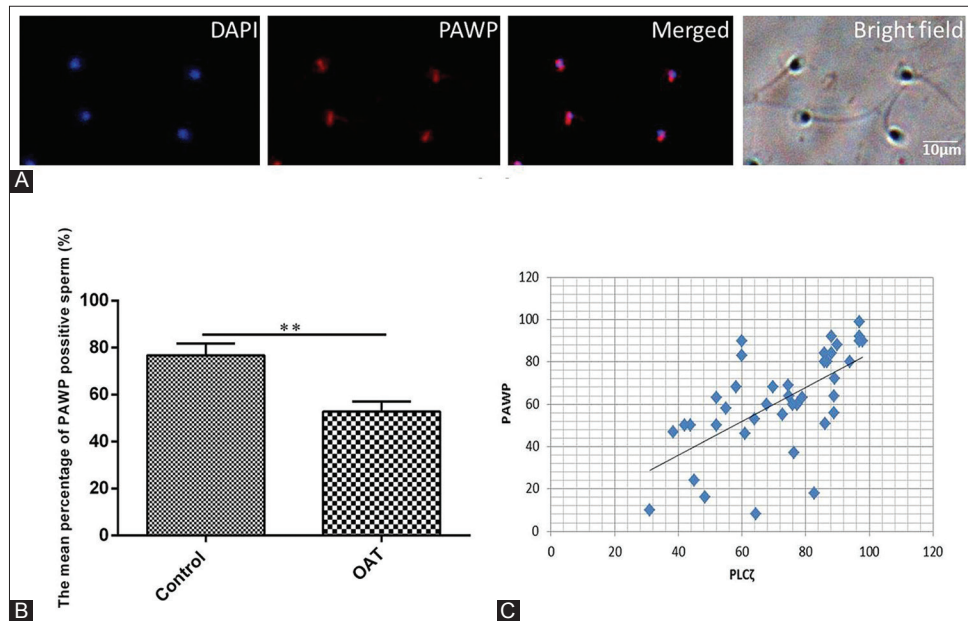 DAPI
PAWP
Merged
Bright field
10µm
A
The mean percentage of PAWP possitive sperm (%)
100
80
60
40
20
0
**
Control
OAT
B
PAWP
120
100
80
60
40
20
0
0 20 40 60 80 100 120
PLCζ
C